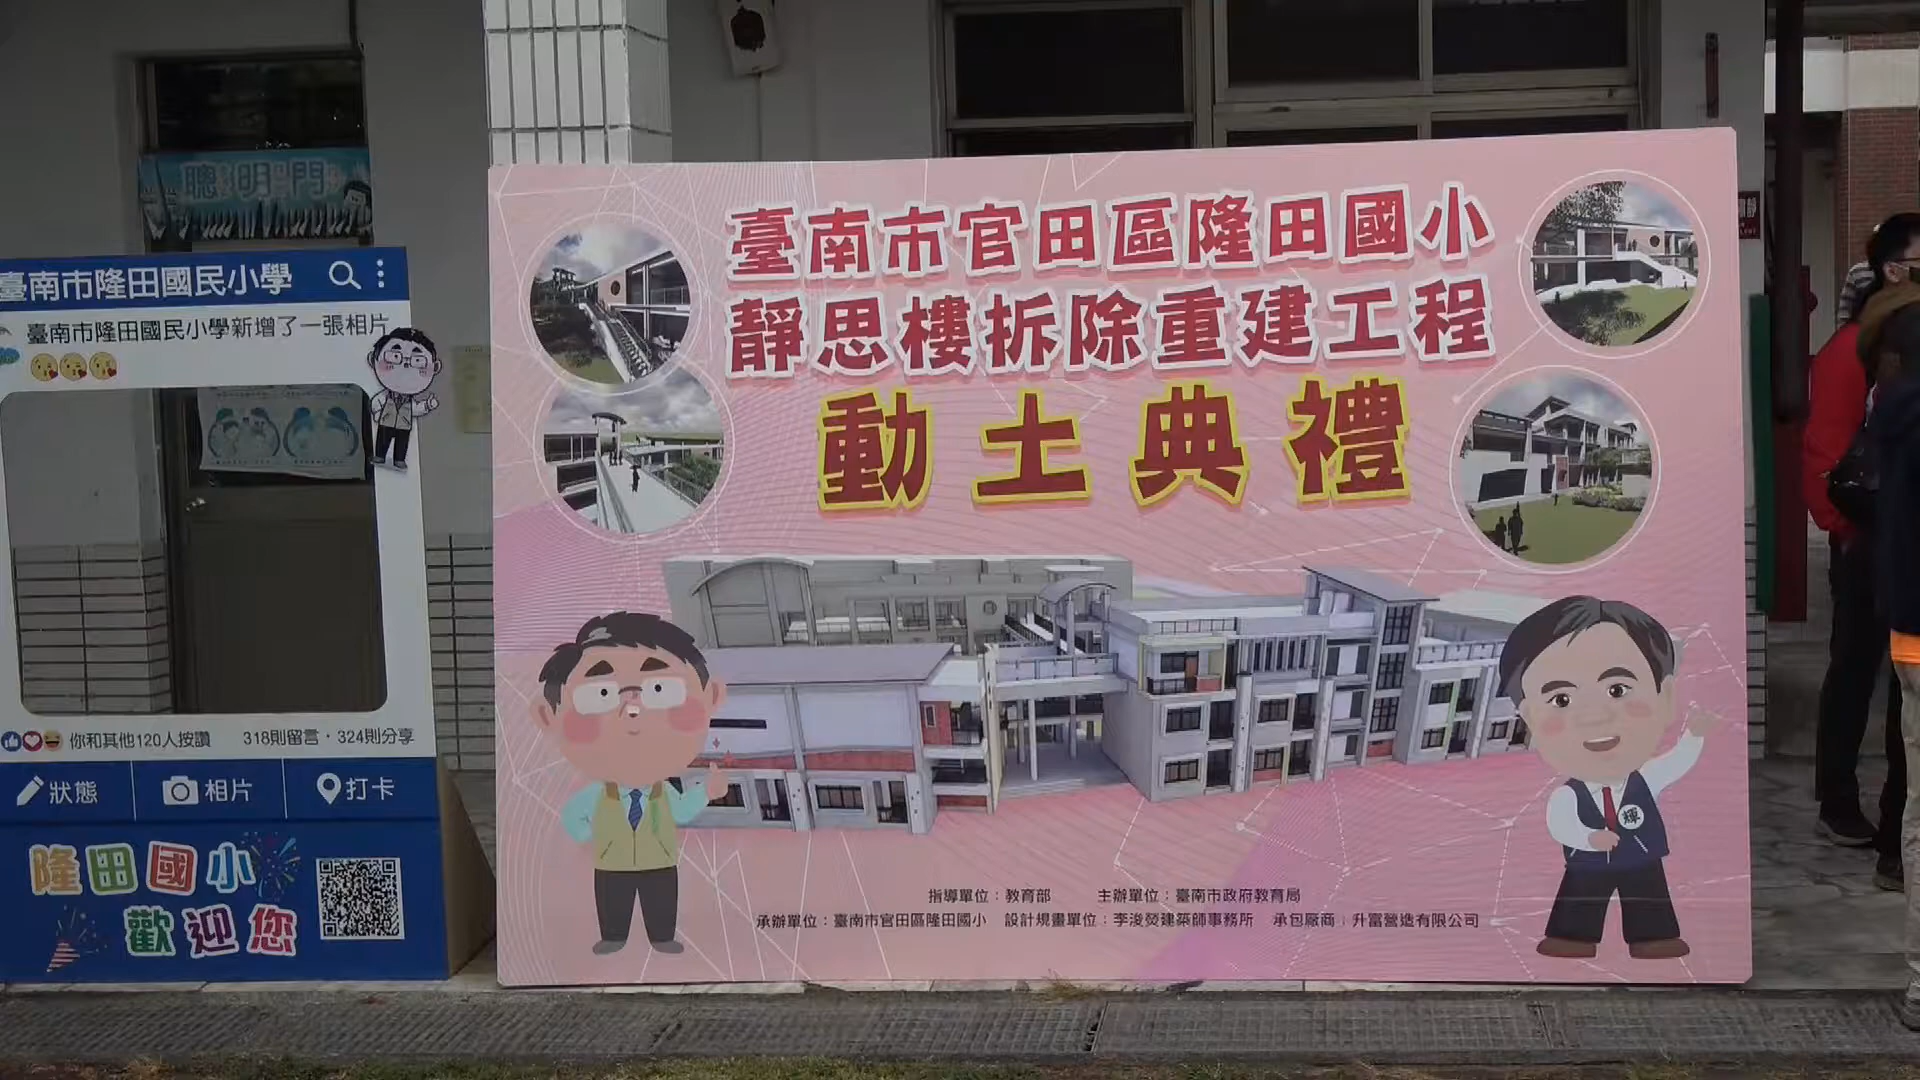 聰明門
臺南市隆田國民小學
臺南市隆田國民小學新增了一張相片
你和其他120人按讚 318則留言・324則分享
狀態 相片 打卡
隆田國小
歡迎您
臺南市官田區隆田國小
靜思樓拆除重建工程
動土典禮
輝
指導單位：教育部 主辦單位：臺南市政府教育局
承辦單位：臺南市官田區隆田國小 設計規畫單位：李浚熒建築師事務所 承包廠商：升富營造有限公司